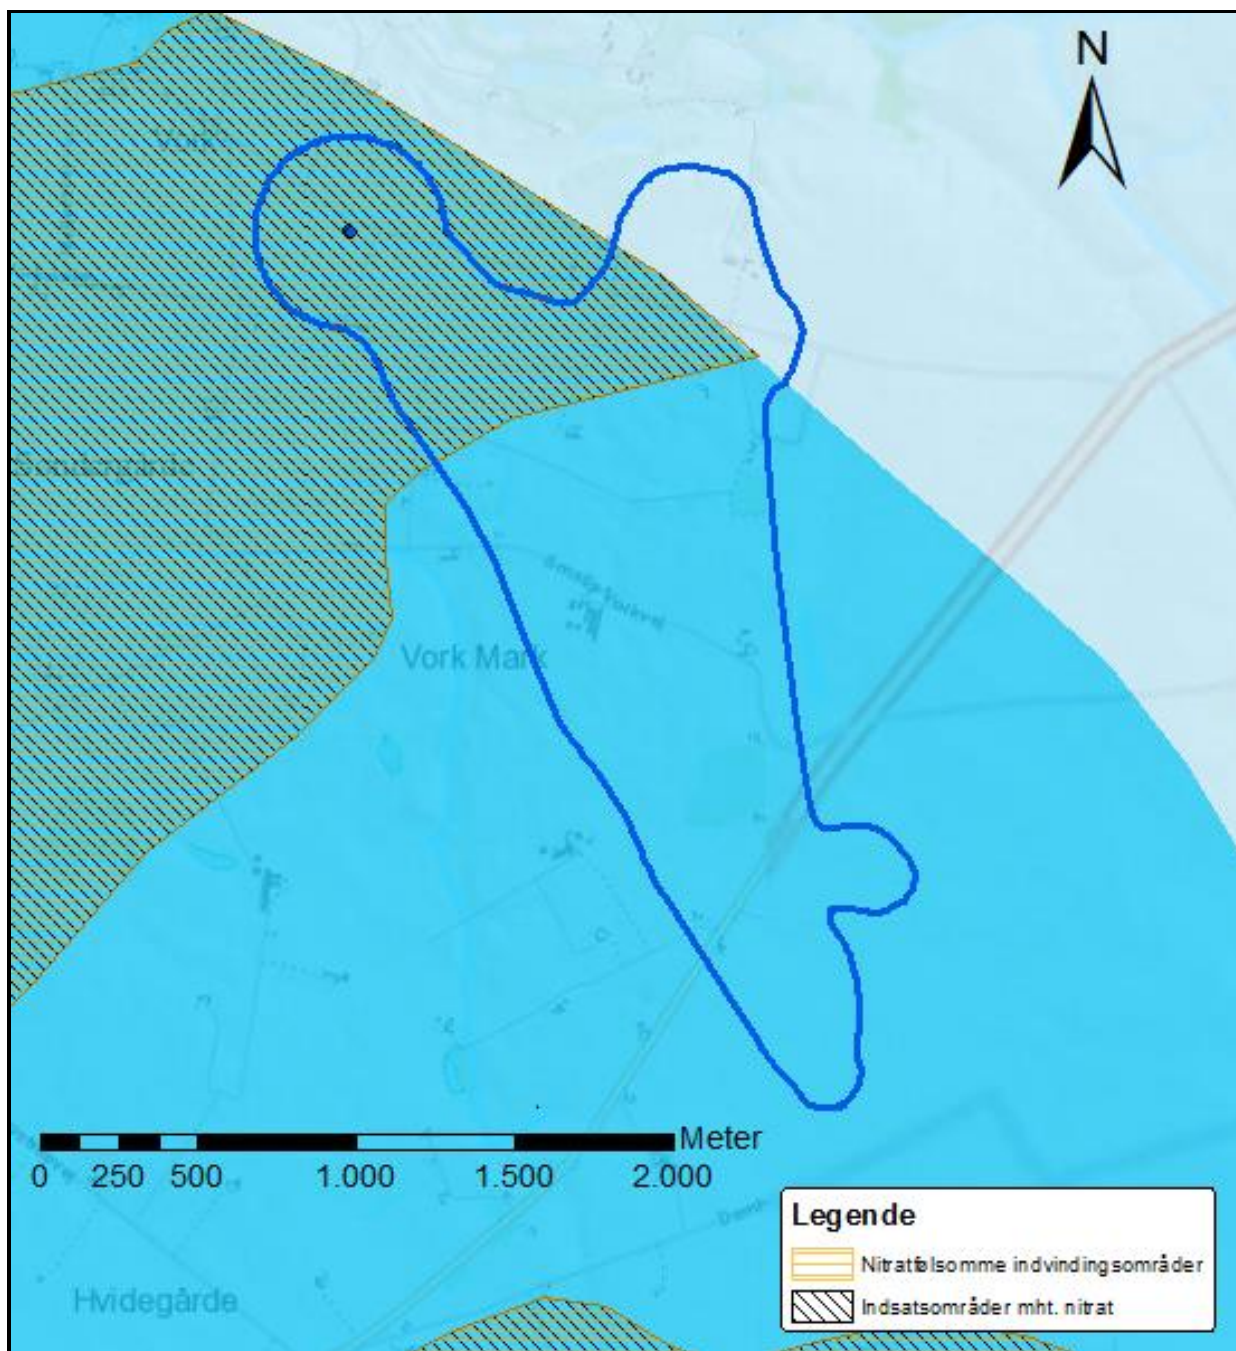 N
Vork
Vork Mark
Meter
0 250 500 1.000 1.500 2.000
Legende
Nitratfølsomme indvindingsområder
Indsatsområder mht. nitrat
Hvidegårde